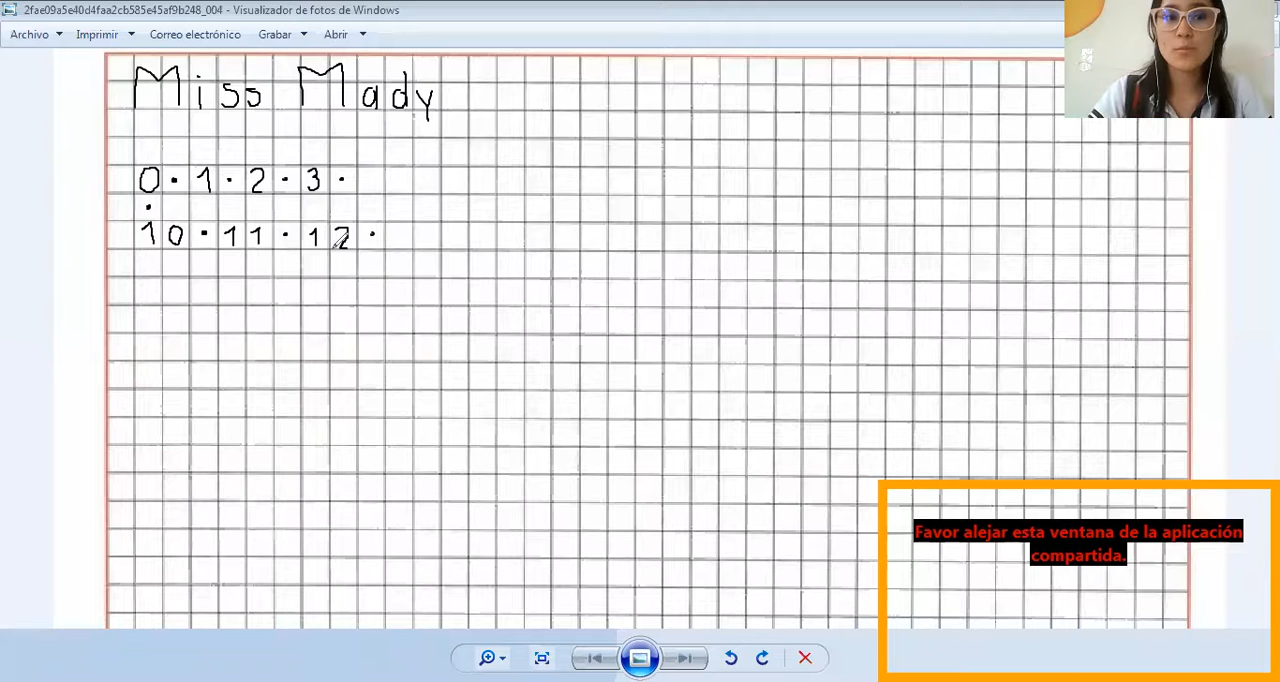 2fae09a5e40d4faa2cb585e45af9b248_004 - Visualizador de fotos de Windows
Archivo Imprimir Correo electrónico Grabar Abrir
Miss Mady
0 · 1 · 2 · 3 ·
·
10 · 11 · 12 ·
Favor alejar esta ventana de la aplicación
compartida.